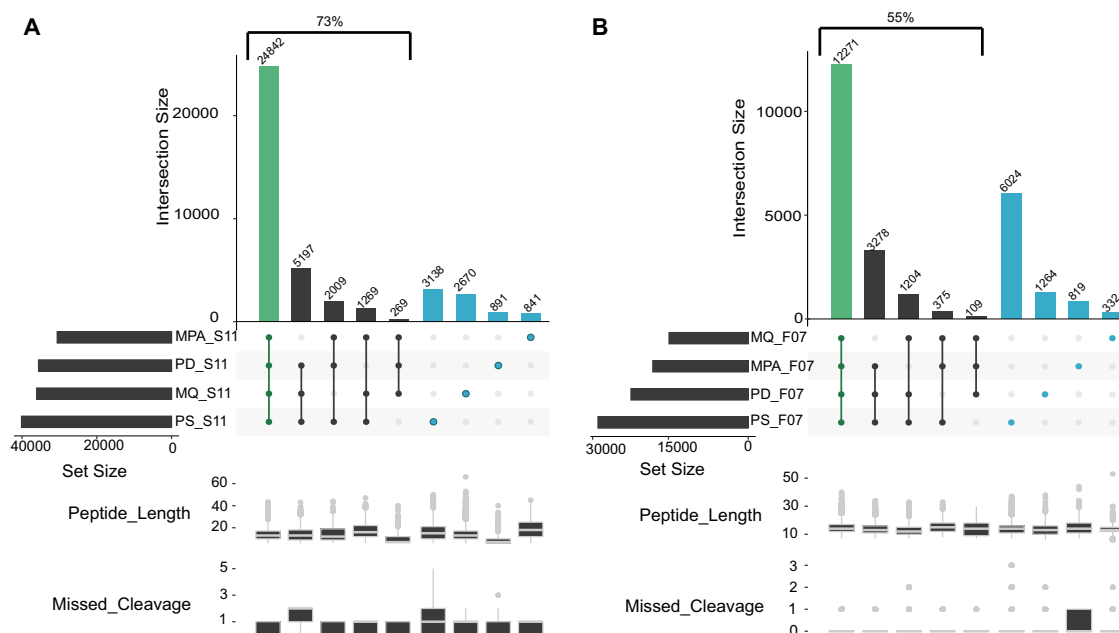 A
73%
24842
5197
2009
1269
269
3138
2670
891
841
Intersection Size
20000
10000
0
MPA_S11
PD_S11
MQ_S11
PS_S11
40000 20000 0
Set Size
Peptide_Length
60
40
20
Missed_Cleavage
5
3
1
B
55%
12271
3278
1204
375
109
6024
1264
819
332
Intersection Size
10000
5000
0
MQ_F07
MPA_F07
PD_F07
PS_F07
30000 15000 0
Set Size
Peptide_Length
50
30
10
Missed_Cleavage
3
2
1
0